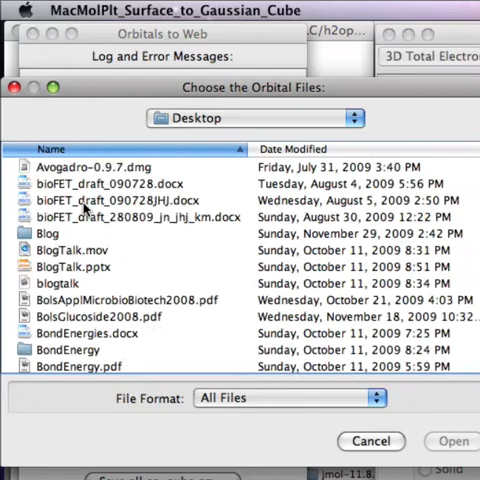 MacMolPlt_Surface_to_Gaussian_Cube
Orbitals to Web
C/h2op...
Log and Error Messages:
3D Total Electro
Choose the Orbital Files:
Desktop
Name Date Modified
Avogadro-0.9.7.dmg Friday, July 31, 2009 3:40 PM
bioFET_draft_090728.docx Tuesday, August 4, 2009 5:56 PM
bioFET_draft_090728JHJ.docx Wednesday, August 5, 2009 2:50 PM
bioFET_draft_280809_jn_jhj_km.docx Sunday, August 30, 2009 12:22 PM
Blog Sunday, November 29, 2009 2:42 PM
BlogTalk.mov Sunday, October 11, 2009 8:31 PM
BlogTalk.pptx Sunday, October 11, 2009 8:51 PM
blogtalk Sunday, October 11, 2009 8:34 PM
BolsApplMicrobioBiotech2008.pdf Wednesday, October 21, 2009 4:03 PM
BolsGlucoside2008.pdf Wednesday, November 18, 2009 10:32...
BondEnergies.docx Sunday, October 11, 2009 7:25 PM
BondEnergy Sunday, October 11, 2009 8:24 PM
BondEnergy.pdf Sunday, October 11, 2009 5:59 PM
File Format: All Files
Cancel Open
Solid
jmol-11.8.